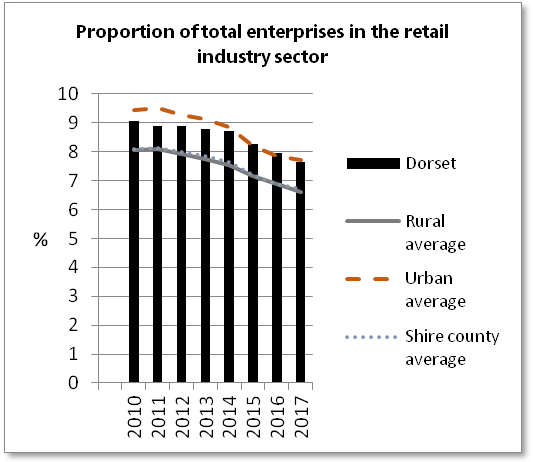 Proportion of total enterprises in the retail
industry sector
10
9
8
7
6
5
4
3
2
1
0
%
2010
2011
2012
2013
2014
2015
2016
2017
Dorset
Rural
average
Urban
average
Shire county
average